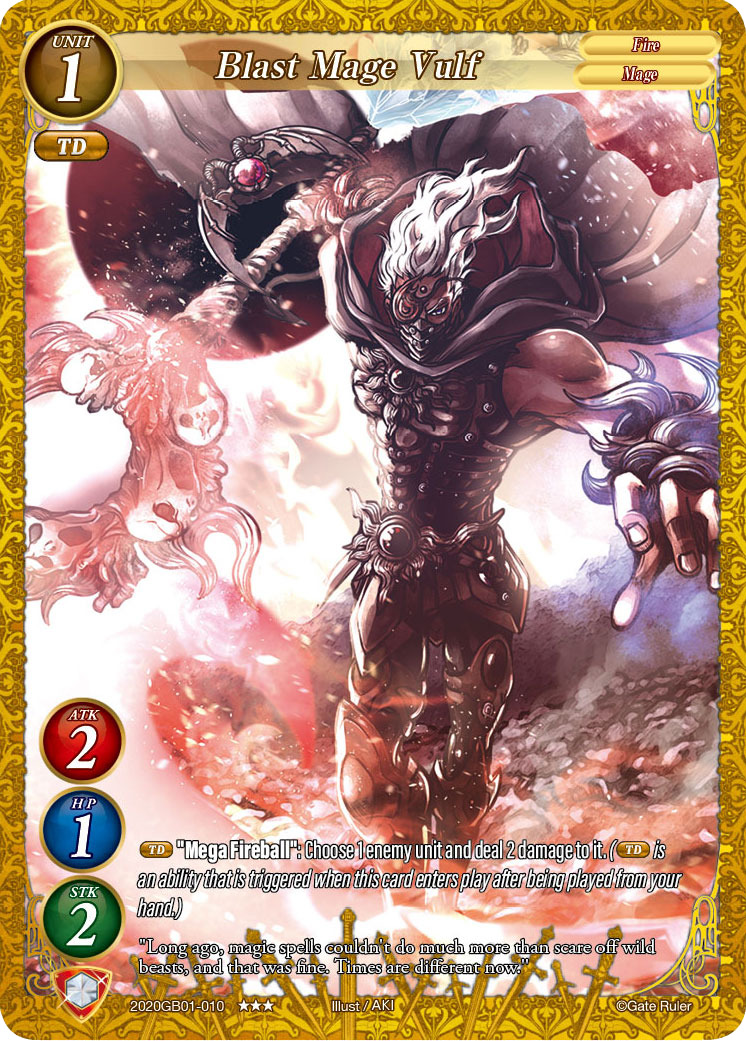 UNIT
1
Blast Mage Vulf
Fire
Mage
TD
ATK
2
HP
1
STK
2
TD "Mega Fireball": Choose 1 enemy unit and deal 2 damage to it. ( TD is
an ability that is triggered when this card enters play after being played from your
hand.)
"Long ago, magic spells couldn't do much more than scare off wild
beasts, and that was fine. Times are different now."
2020GB01-010 ★★★ Illust / AKI ©Gate Ruler